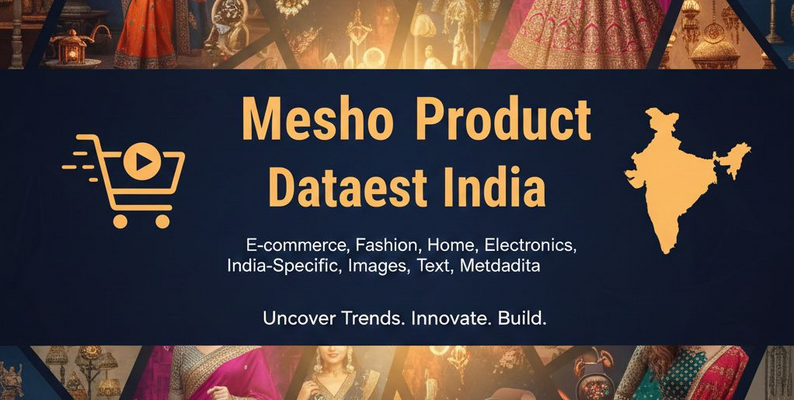 Mesho Product
Dataest India
E-commerce, Fashion, Home, Electronics,
India-Specific, Images, Text, Metdadita
Uncover Trends. Innovate. Build.